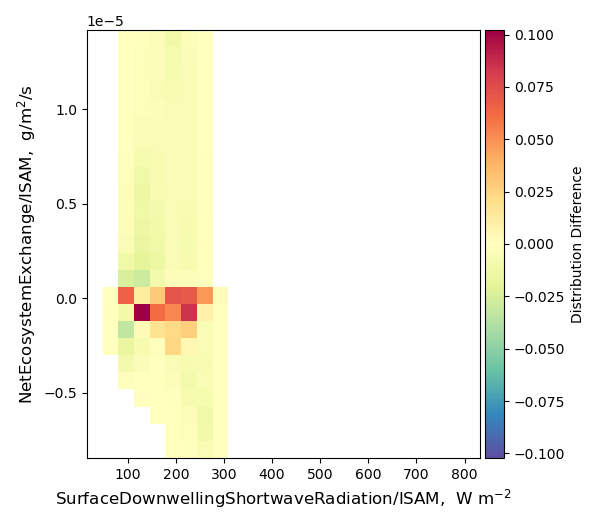 1e−5
1.0
0.5
0.0
−0.5
NetEcosystemExchange/ISAM, g/m²/s
100 200 300 400 500 600 700 800
SurfaceDownwellingShortwaveRadiation/ISAM, W m⁻²
0.100
0.075
0.050
0.025
0.000
−0.025
−0.050
−0.075
−0.100
Distribution Difference